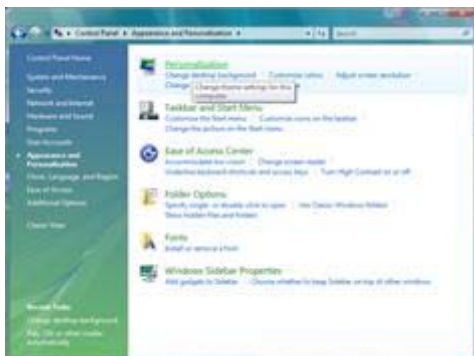 Control Panel ▸ Appearance and Personalization ▸
Search
Control Panel Home
System and Maintenance
Security
Network and Internet
Hardware and Sound
Programs
User Accounts
Appearance and
Personalization
Clock, Language, and Region
Ease of Access
Additional Options
Classic View
Recent Tasks
Change desktop background
Play CDs or other media
automatically
Personalization
Change desktop background Customize colors Adjust screen resolution
Change
Change theme settings for this
computer.
Taskbar and Start Menu
Customize the Start menu Customize icons on the taskbar
Change the picture on the Start menu
Ease of Access Center
Accommodate low vision Change screen reader
Underline keyboard shortcuts and access keys Turn High Contrast on or off
Folder Options
Specify single- or double-click to open Use Classic Windows folders
Show hidden files and folders
Fonts
Install or remove a font
Windows Sidebar Properties
Add gadgets to Sidebar Choose whether to keep Sidebar on top of other windows